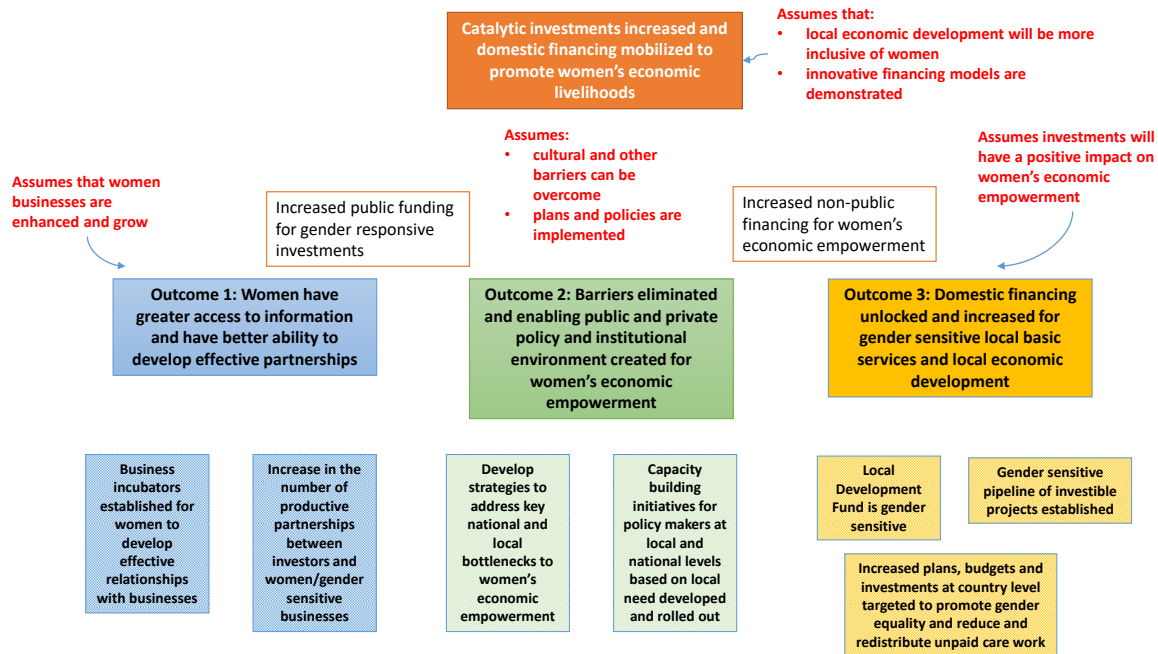 Catalytic investments increased and
domestic financing mobilized to
promote women's economic
livelihoods
Assumes that:
• local economic development will be more
inclusive of women
• innovative financing models are
demonstrated
Assumes that women
businesses are
enhanced and grow
Increased public funding
for gender responsive
investments
Assumes:
• cultural and other
barriers can be
overcome
• plans and policies are
implemented
Increased non-public
financing for women's
economic empowerment
Assumes investments will
have a positive impact on
women's economic
empowerment
Outcome 1: Women have
greater access to information
and have better ability to
develop effective partnerships
Outcome 2: Barriers eliminated
and enabling public and private
policy and institutional
environment created for
women's economic
empowerment
Outcome 3: Domestic financing
unlocked and increased for
gender sensitive local basic
services and local economic
development
Business
incubators
established for
women to
develop
effective
relationships
with businesses
Increase in the
number of
productive
partnerships
between
investors and
women/gender
sensitive
businesses
Develop
strategies to
address key
national and
local
bottlenecks to
women's
economic
empowerment
Capacity
building
initiatives for
policy makers at
local and
national levels
based on local
need developed
and rolled out
Local
Development
Fund is gender
sensitive
Gender sensitive
pipeline of investible
projects established
Increased plans, budgets and
investments at country level
targeted to promote gender
equality and reduce and
redistribute unpaid care work